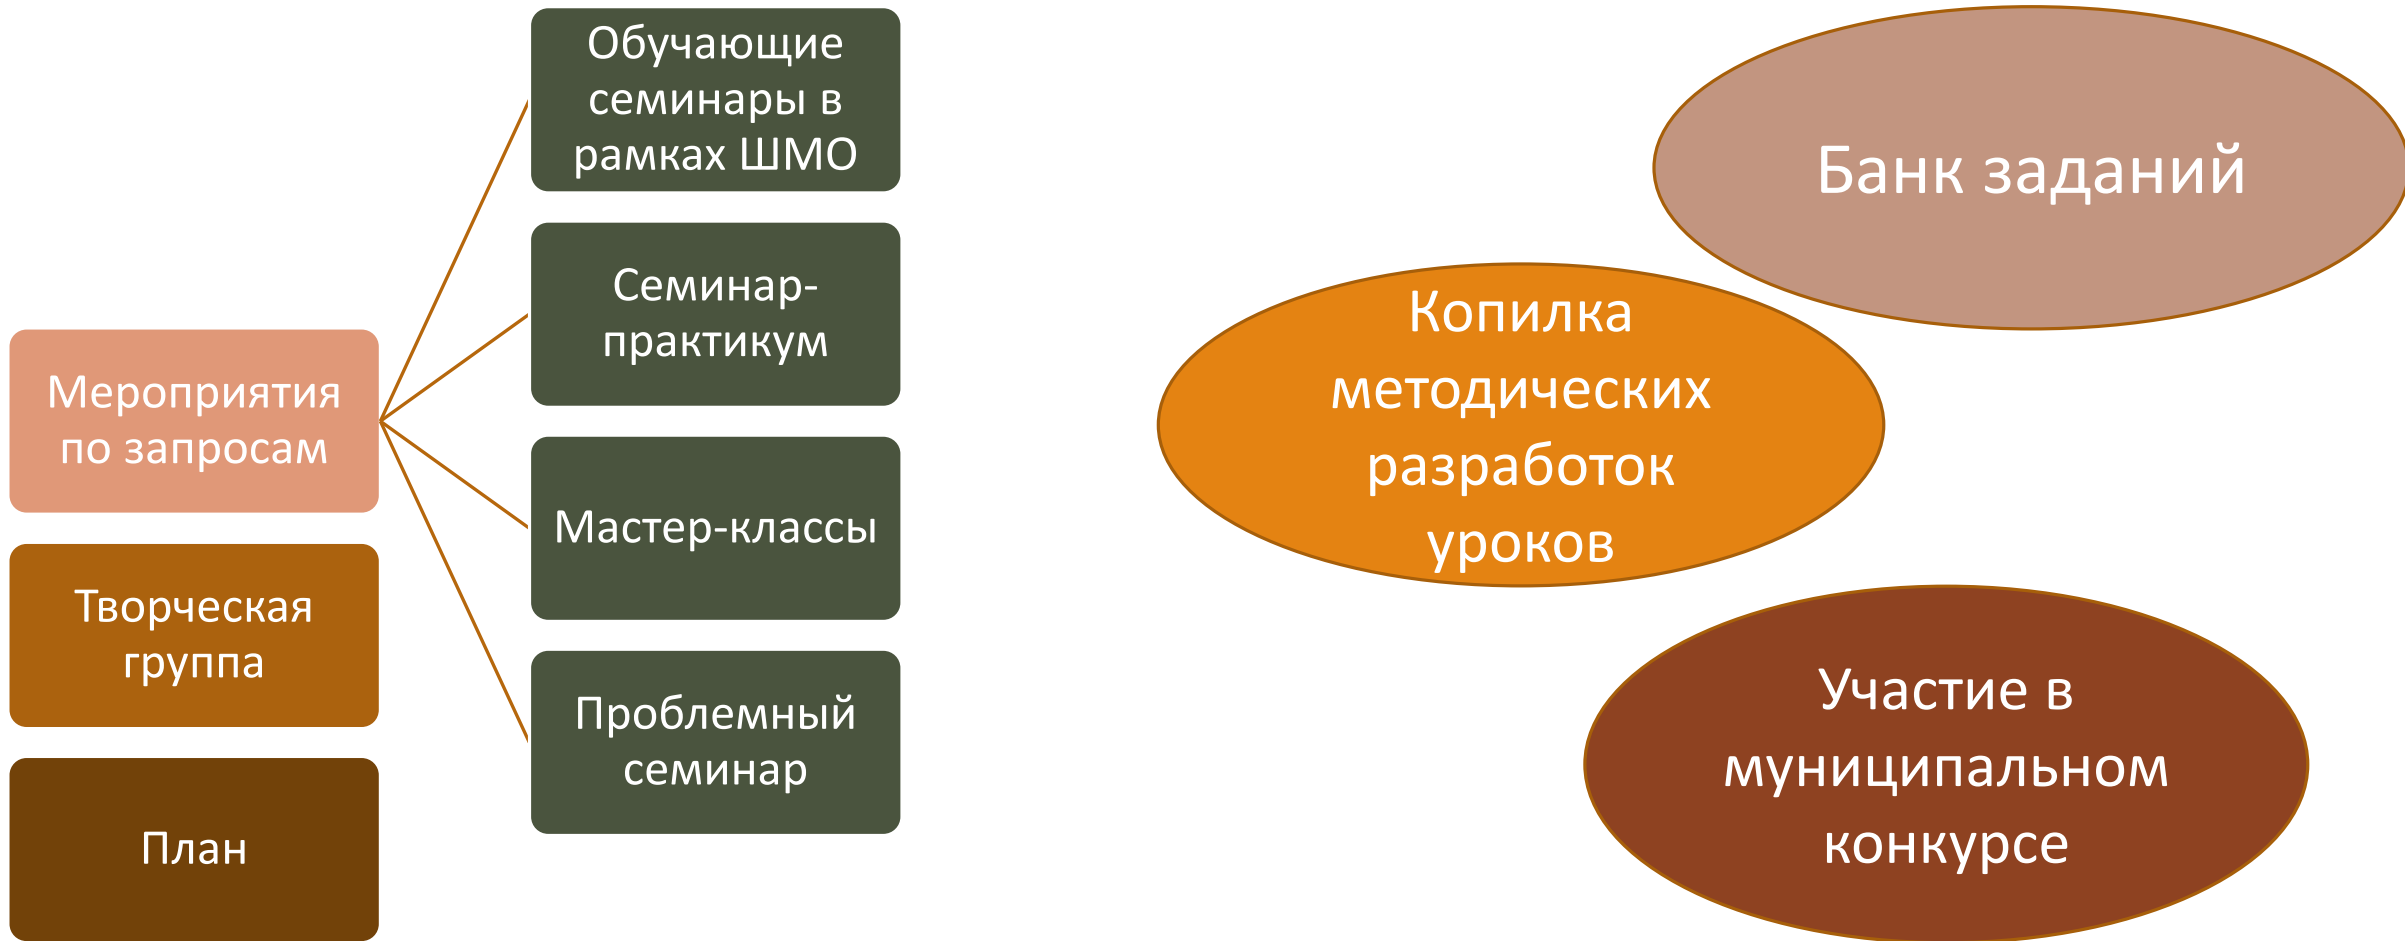 Мероприятия
по запросам
Творческая
группа
План
Обучающие
семинары в
рамках ШМО
Семинар-
практикум
Мастер-классы
Проблемный
семинар
Банк заданий
Копилка
методических
разработок
уроков
Участие в
муниципальном
конкурсе